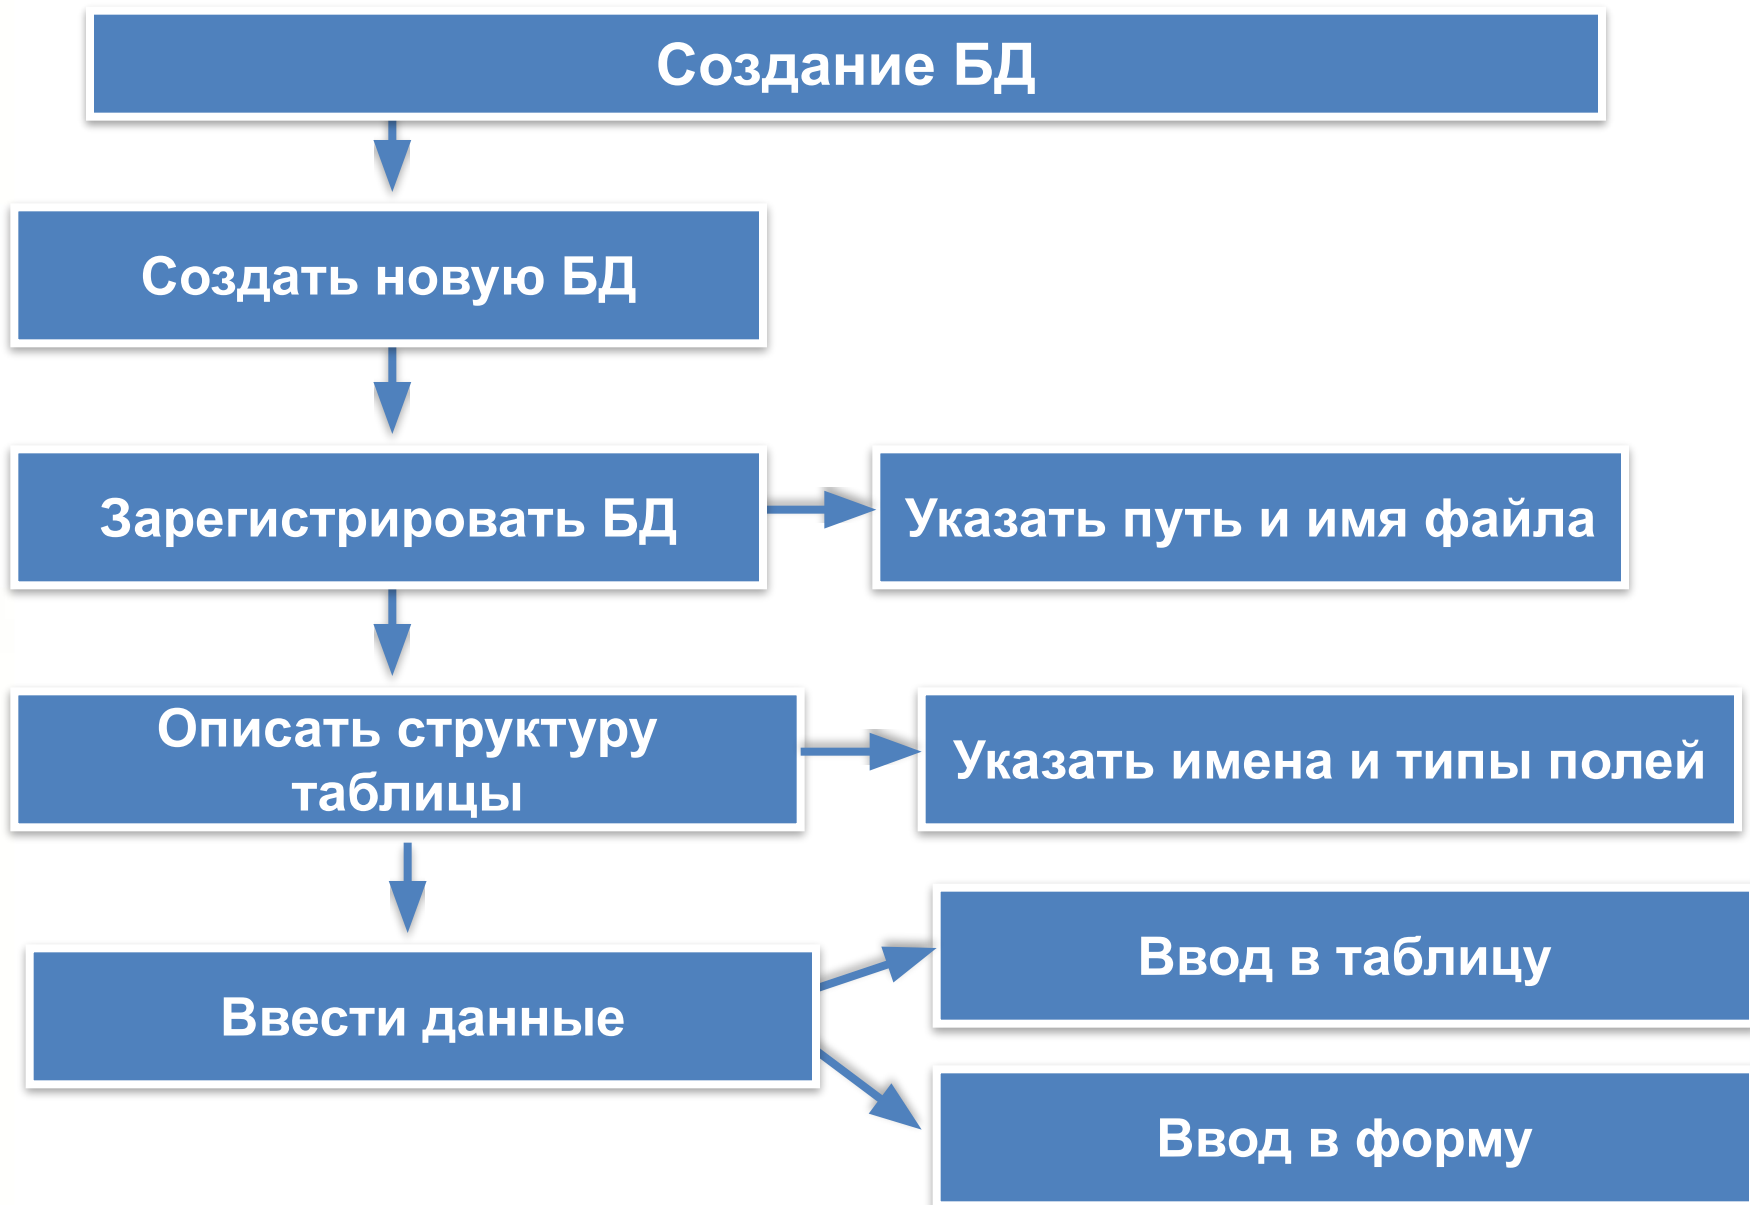 Создание БД
Создать новую БД
Зарегистрировать БД
Указать путь и имя файла
Описать структуру
таблицы
Указать имена и типы полей
Ввести данные
Ввод в таблицу
Ввод в форму